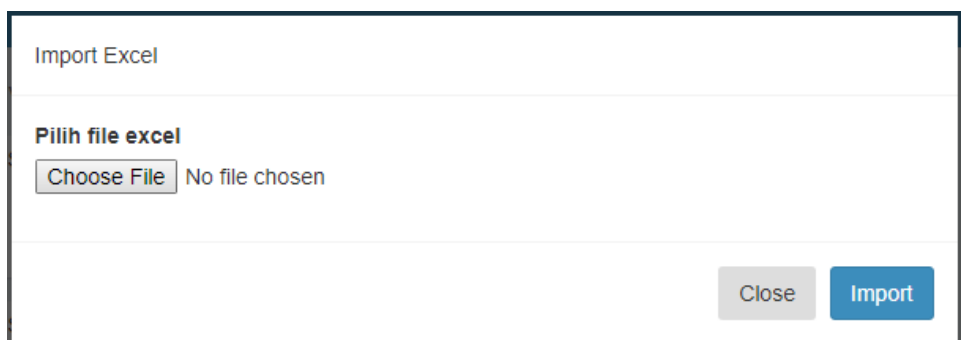 Import Excel
Pilih file excel
Choose File No file chosen
Close Import